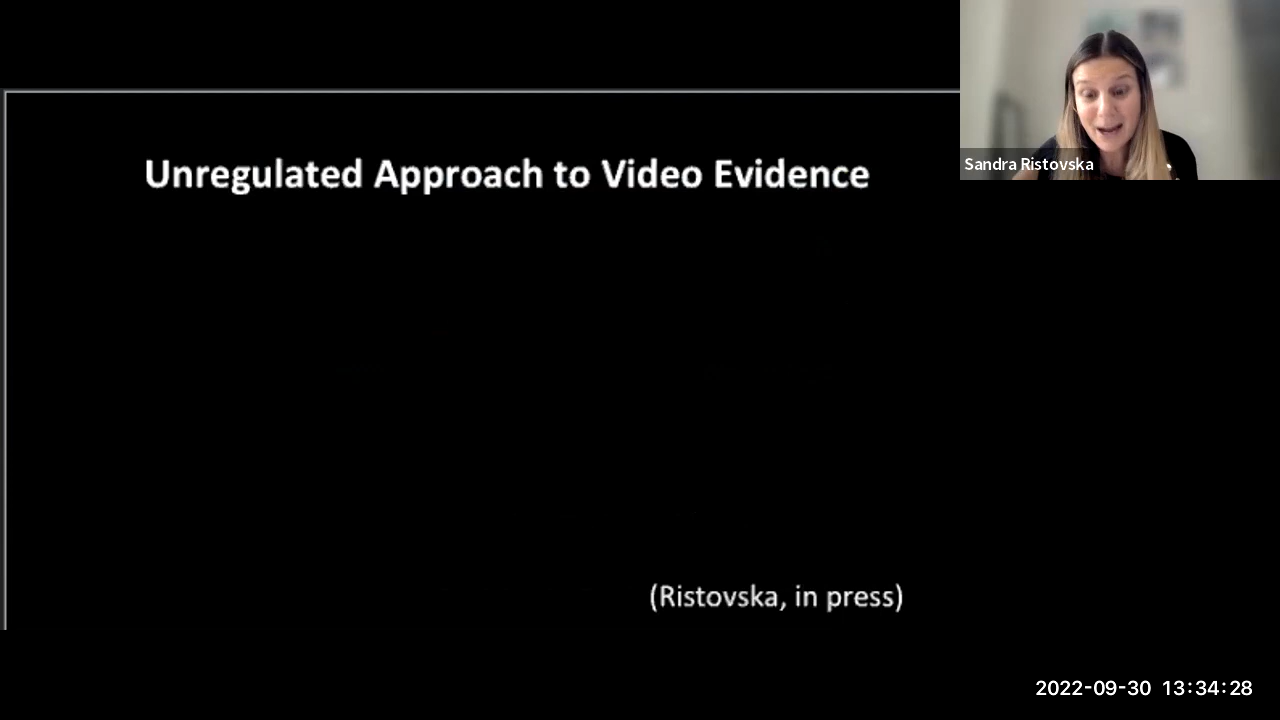 Unregulated Approach to Video Evidence
Sandra Ristovska
(Ristovska, in press)
2022-09-30 13:34:28